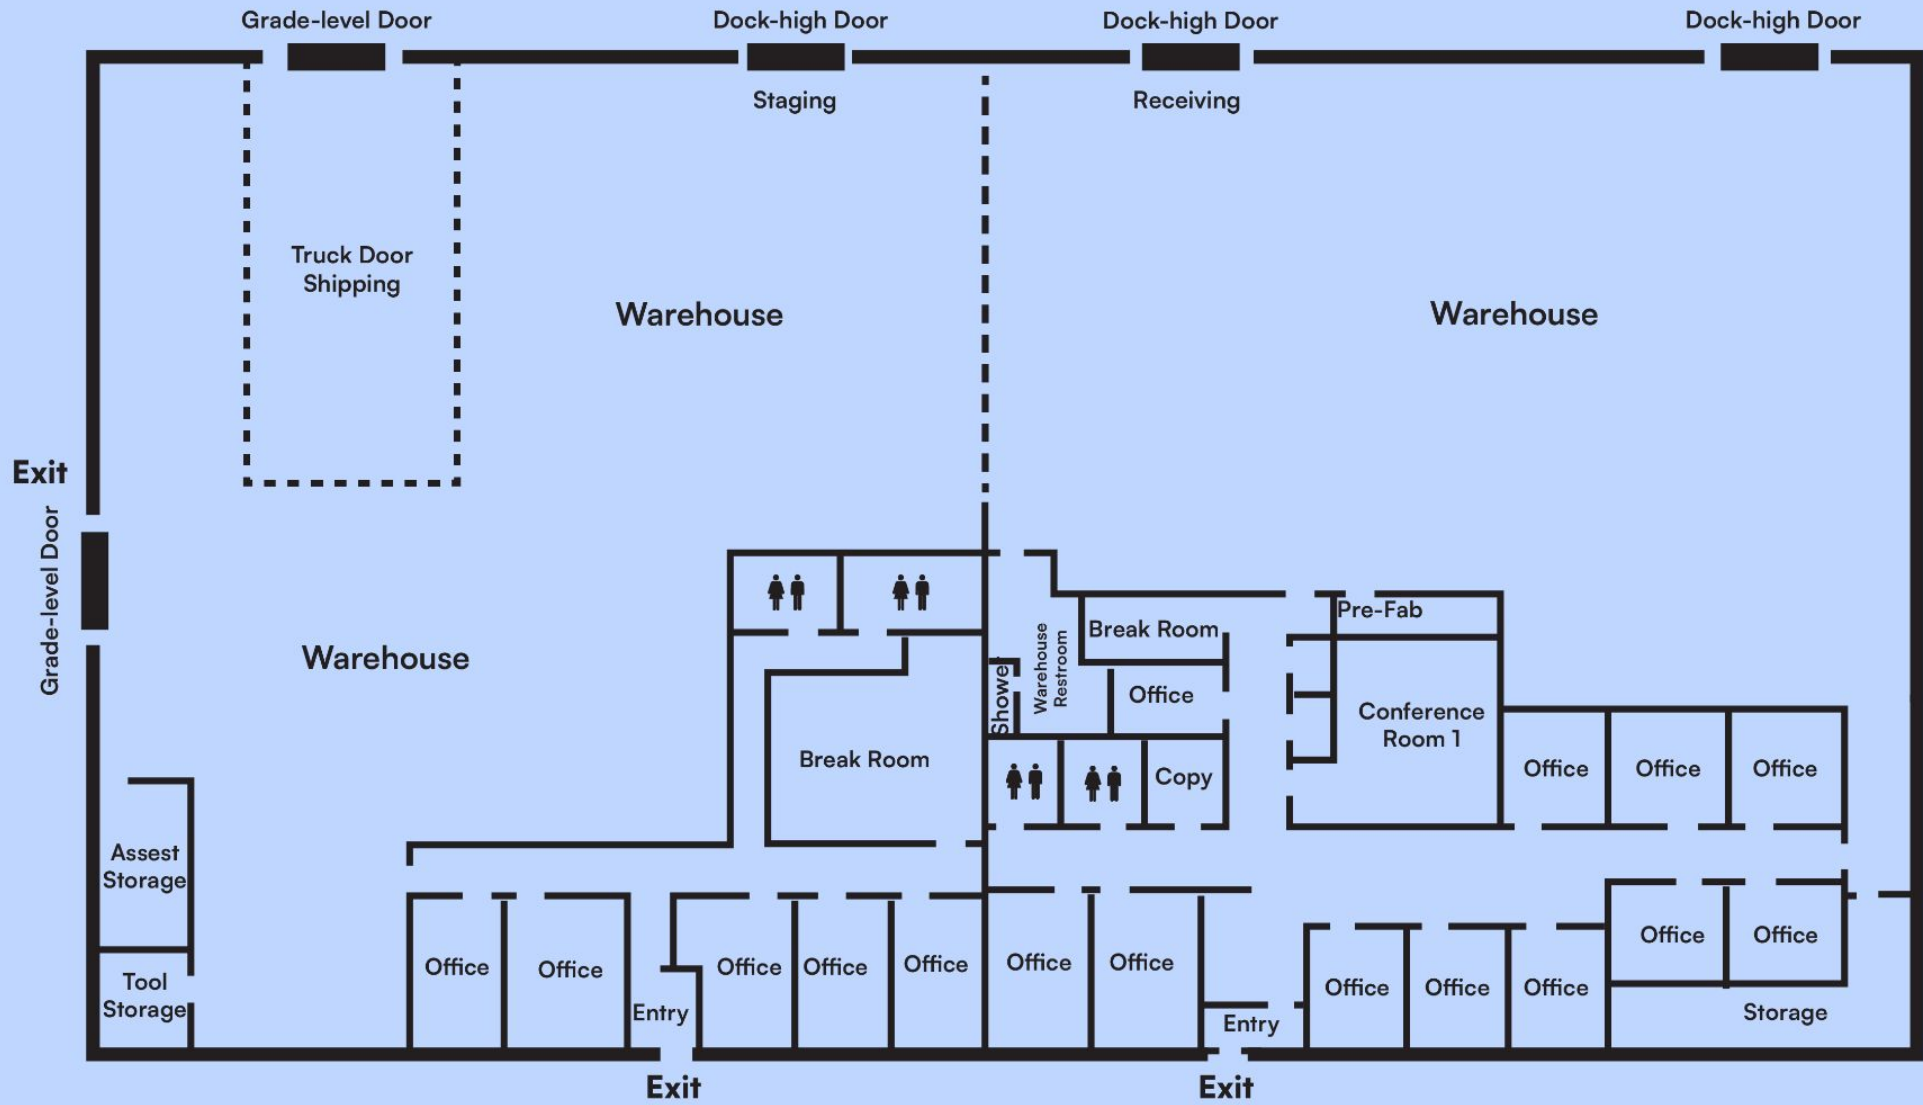 Grade-level Door
Dock-high Door
Dock-high Door
Dock-high Door
Staging
Receiving
Truck Door
Shipping
Warehouse
Warehouse
Exit
Grade-level Door
Warehouse
Pre-Fab
Break Room
Warehouse
Restroom
Showe
Office
Conference
Room 1
Break Room
Copy
Office
Office
Office
Assest
Storage
Office
Office
Office
Office
Office
Office
Office
Office
Office
Tool
Storage
Office
Office
Office
Entry
Entry
Storage
Exit
Exit